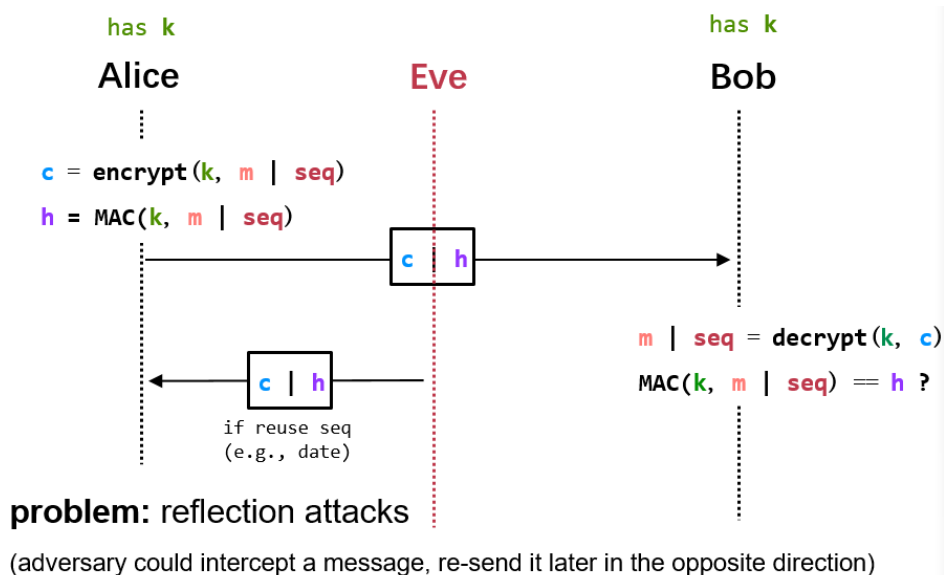 has k
has k
Alice
Eve
Bob
c = encrypt(k, m | seq)
h = MAC(k, m | seq)
c | h
m | seq = decrypt(k, c)
c | h
MAC(k, m | seq) == h ?
if reuse seq
(e.g., date)
problem: reflection attacks
(adversary could intercept a message, re-send it later in the opposite direction)